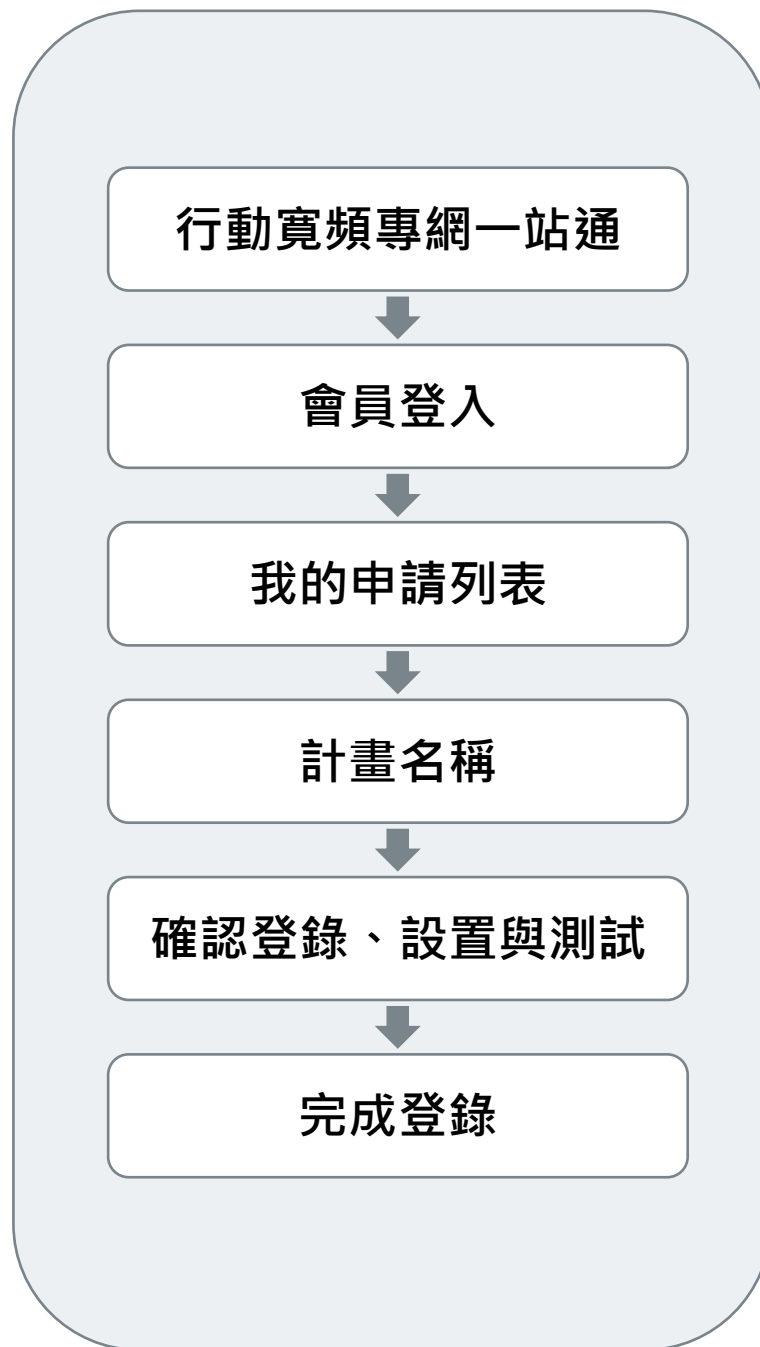 行動寬頻專網一站通
會員登入
我的申請列表
計畫名稱
確認登錄、設置與測試
完成登錄